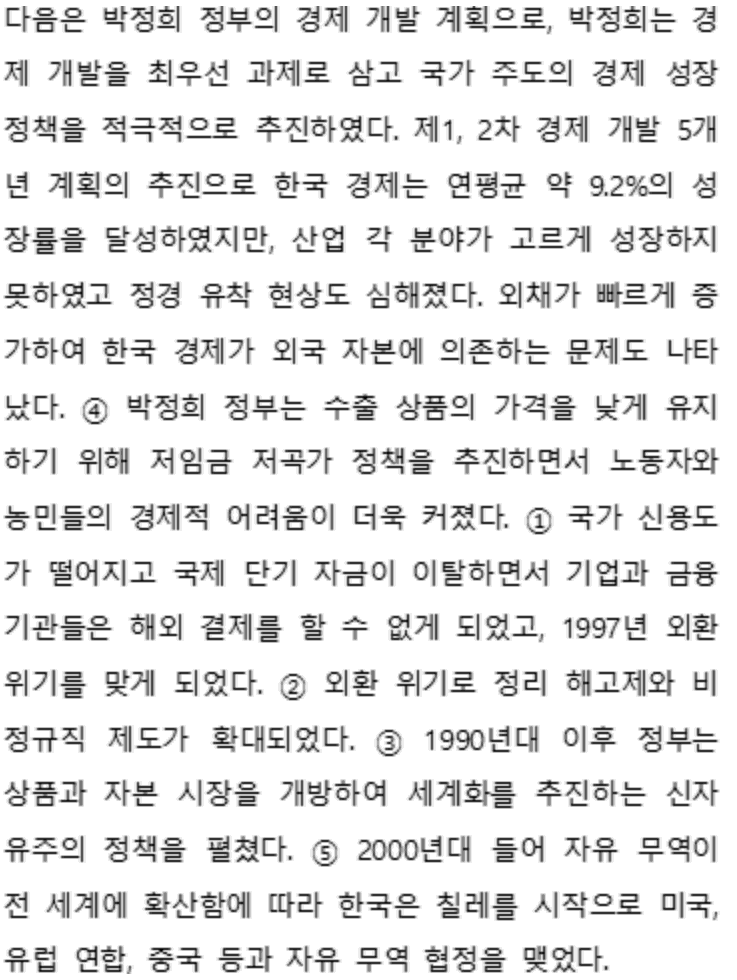 다음은 박정희 정부의 경제 개발 계획으로, 박정희는 경
제 개발을 최우선 과제로 삼고 국가 주도의 경제 성장
정책을 적극적으로 추진하였다. 제1, 2차 경제 개발 5개
년 계획의 추진으로 한국 경제는 연평균 약 9.2%의 성
장률을 달성하였지만, 산업 각 분야가 고르게 성장하지
못하였고 정경 유착 현상도 심해졌다. 외채가 빠르게 증
가하여 한국 경제가 외국 자본에 의존하는 문제도 나타
났다. ④ 박정희 정부는 수출 상품의 가격을 낮게 유지
하기 위해 저임금 저곡가 정책을 추진하면서 노동자와
농민들의 경제적 어려움이 더욱 커졌다. ① 국가 신용도
가 떨어지고 국제 단기 자금이 이탈하면서 기업과 금융
기관들은 해외 결제를 할 수 없게 되었고, 1997년 외환
위기를 맞게 되었다. ② 외환 위기로 정리 해고제와 비
정규직 제도가 확대되었다. ③ 1990년대 이후 정부는
상품과 자본 시장을 개방하여 세계화를 추진하는 신자
유주의 정책을 펼쳤다. ⑤ 2000년대 들어 자유 무역이
전 세계에 확산함에 따라 한국은 칠레를 시작으로 미국,
유럽 연합, 중국 등과 자유 무역 협정을 맺었다.